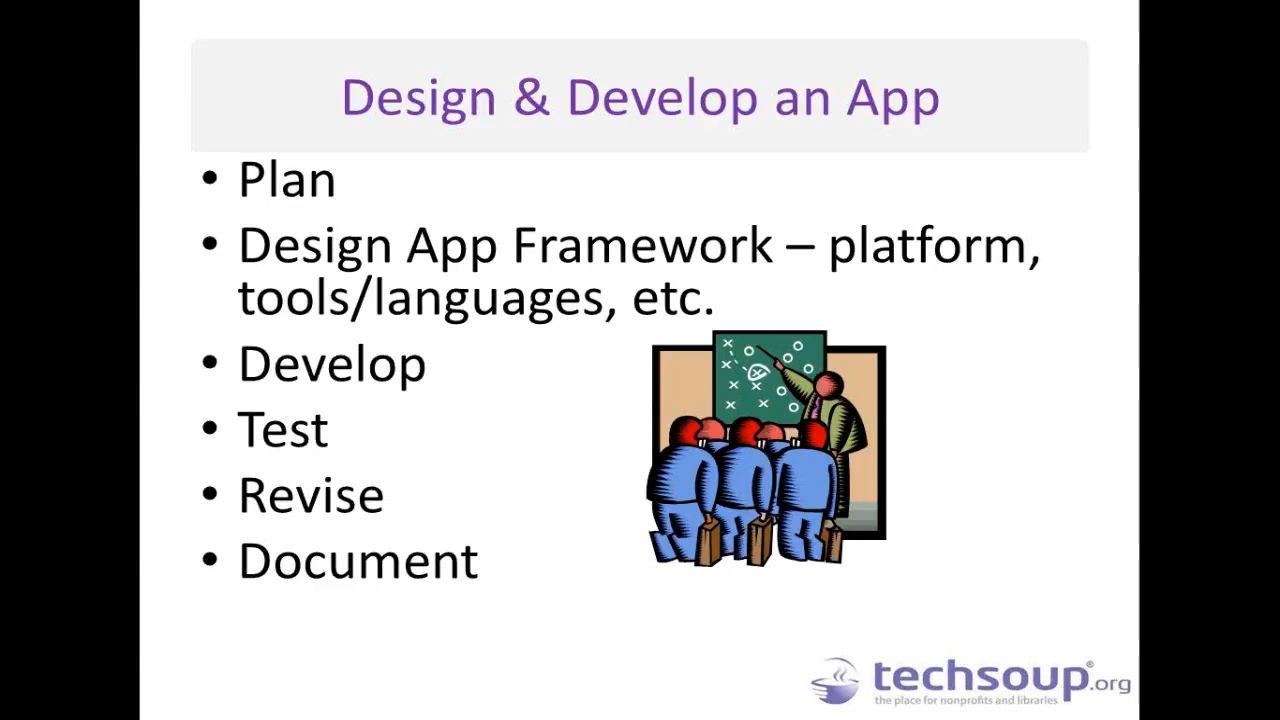 Design & Develop an App
• Plan
• Design App Framework – platform,
tools/languages, etc.
• Develop
• Test
• Revise
• Document
techsoup®.org
the place for nonprofits and libraries